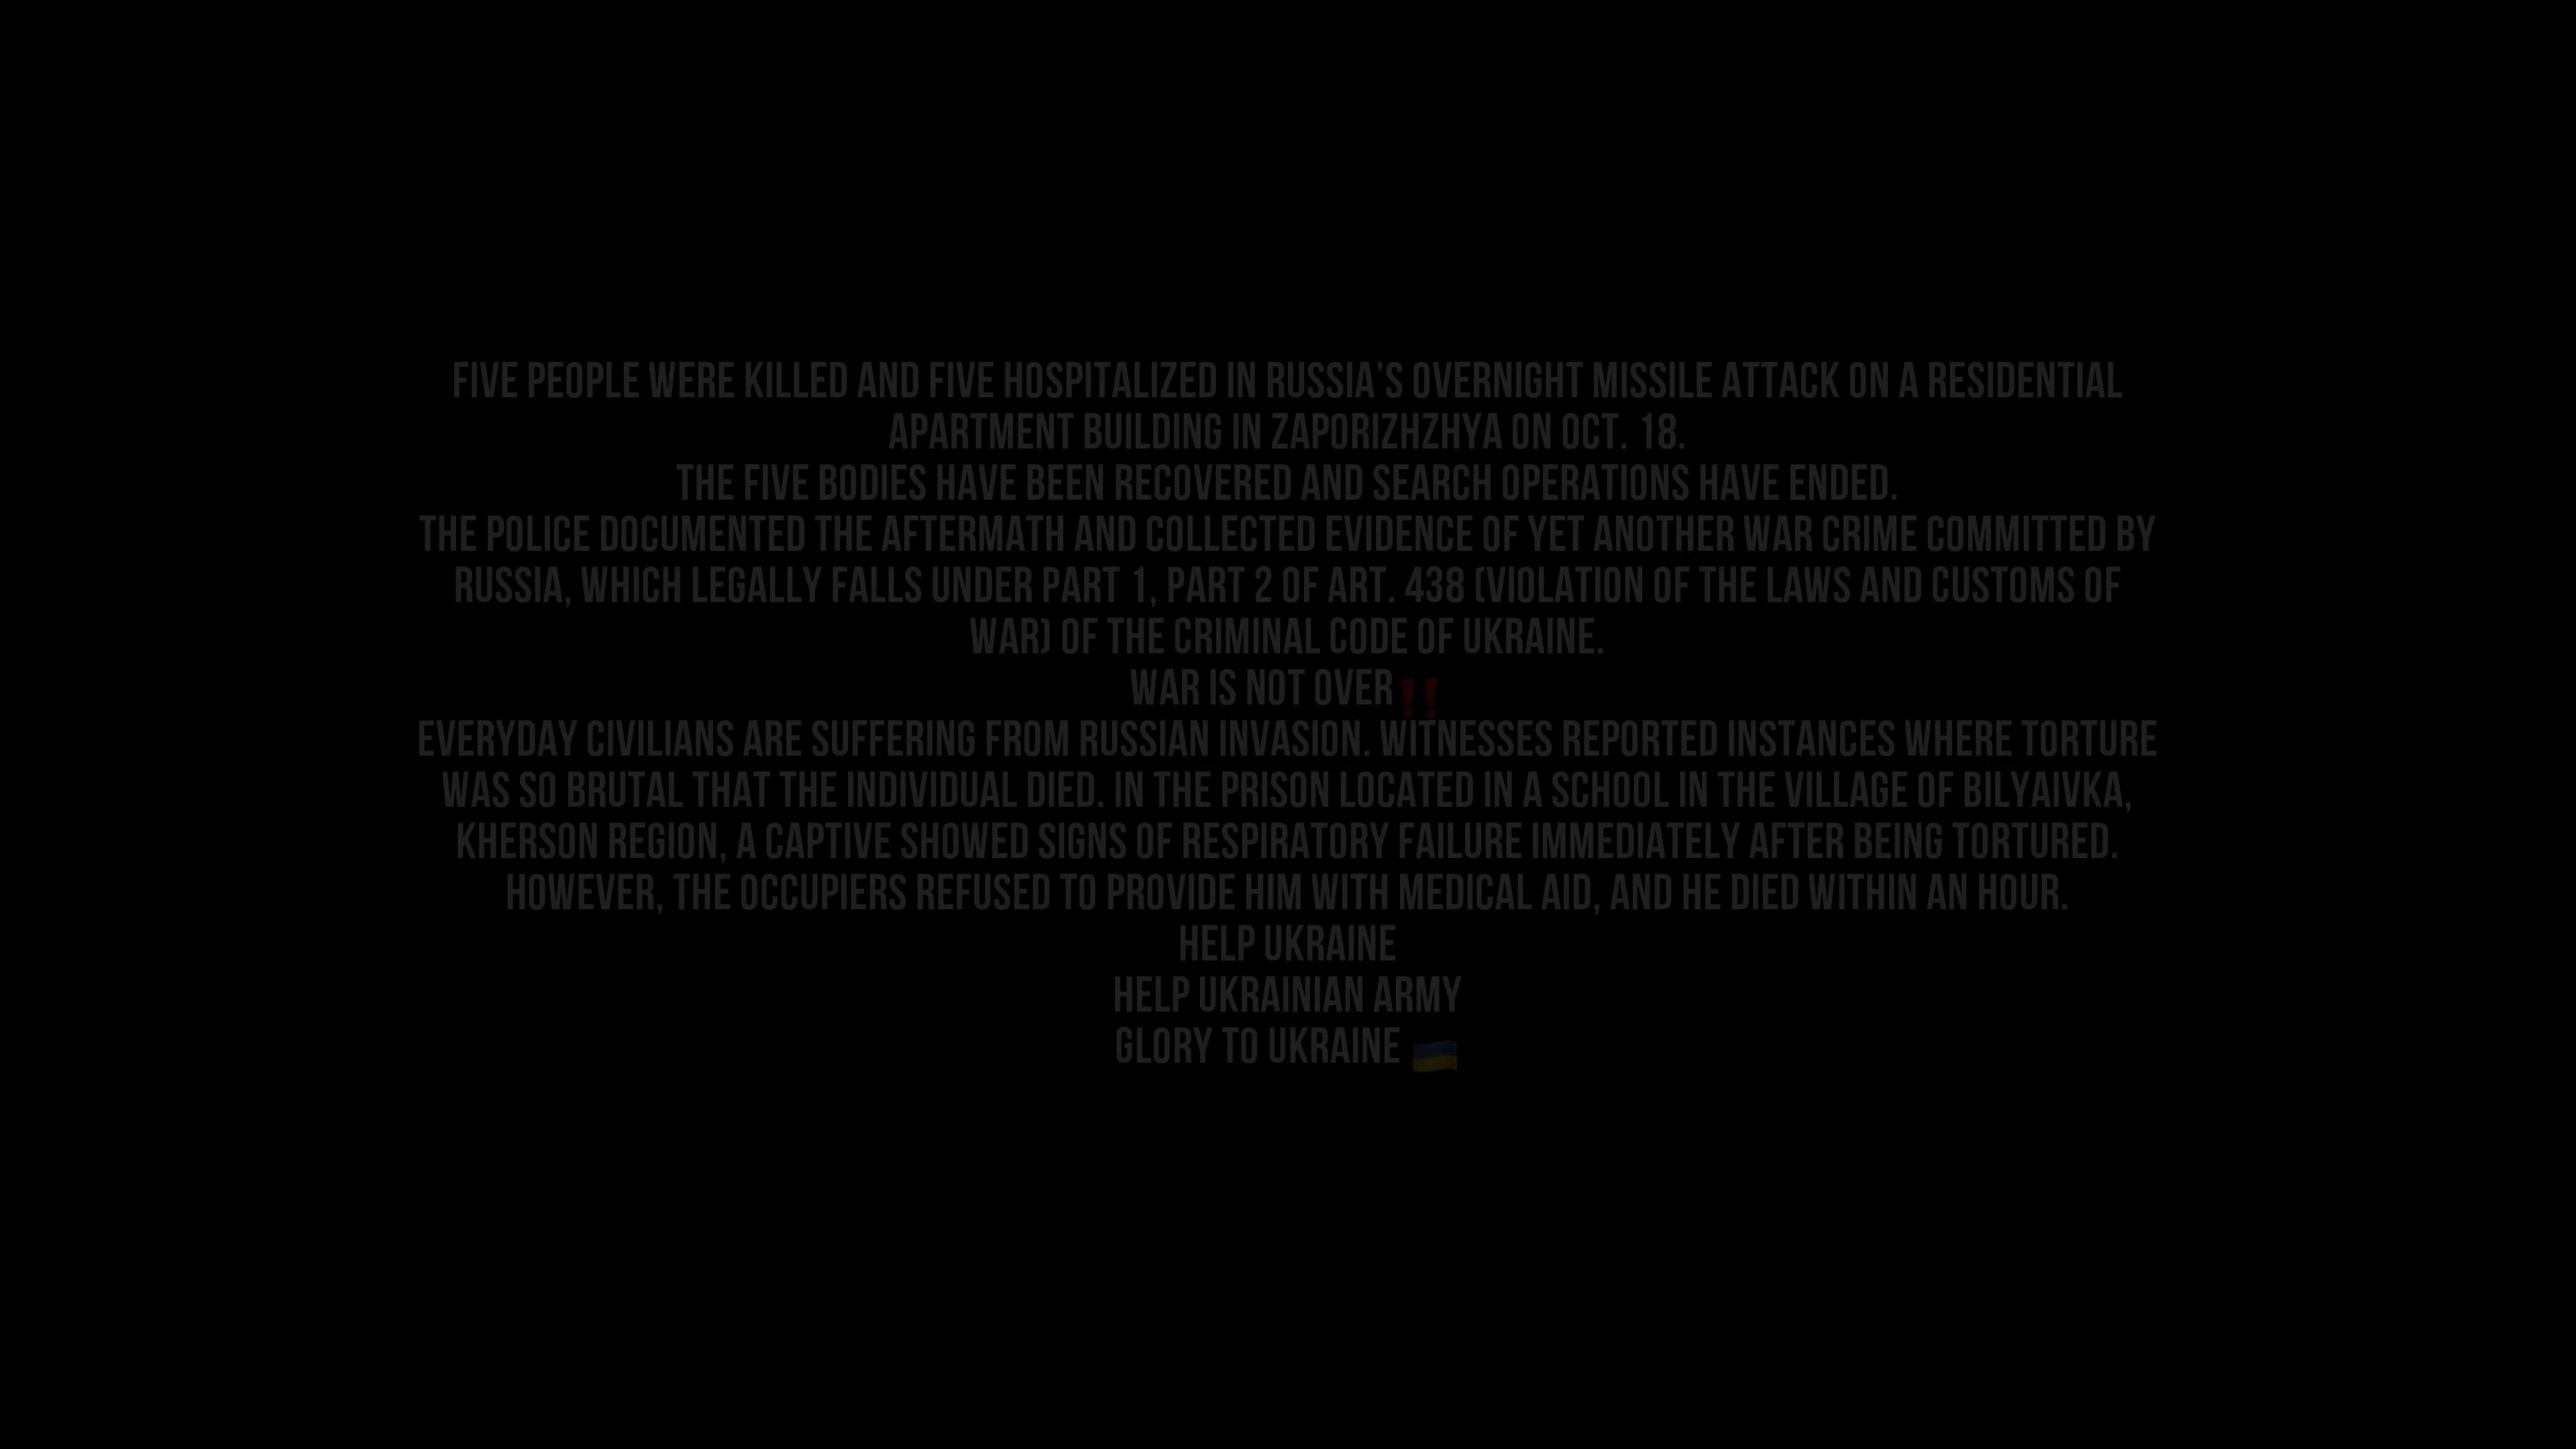 FIVE PEOPLE WERE KILLED AND FIVE HOSPITALIZED IN RUSSIA’S OVERNIGHT MISSILE ATTACK ON A RESIDENTIAL
APARTMENT BUILDING IN ZAPORIZHZHYA ON OCT. 18.
THE FIVE BODIES HAVE BEEN RECOVERED AND SEARCH OPERATIONS HAVE ENDED.
THE POLICE DOCUMENTED THE AFTERMATH AND COLLECTED EVIDENCE OF YET ANOTHER WAR CRIME COMMITTED BY
RUSSIA, WHICH LEGALLY FALLS UNDER PART 1, PART 2 OF ART. 438 (VIOLATION OF THE LAWS AND CUSTOMS OF
WAR) OF THE CRIMINAL CODE OF UKRAINE.
WAR IS NOT OVER‼️
EVERYDAY CIVILIANS ARE SUFFERING FROM RUSSIAN INVASION. WITNESSES REPORTED INSTANCES WHERE TORTURE
WAS SO BRUTAL THAT THE INDIVIDUAL DIED. IN THE PRISON LOCATED IN A SCHOOL IN THE VILLAGE OF BILYAIVKA,
KHERSON REGION, A CAPTIVE SHOWED SIGNS OF RESPIRATORY FAILURE IMMEDIATELY AFTER BEING TORTURED.
HOWEVER, THE OCCUPIERS REFUSED TO PROVIDE HIM WITH MEDICAL AID, AND HE DIED WITHIN AN HOUR.
HELP UKRAINE
HELP UKRAINIAN ARMY
GLORY TO UKRAINE 🇺🇦